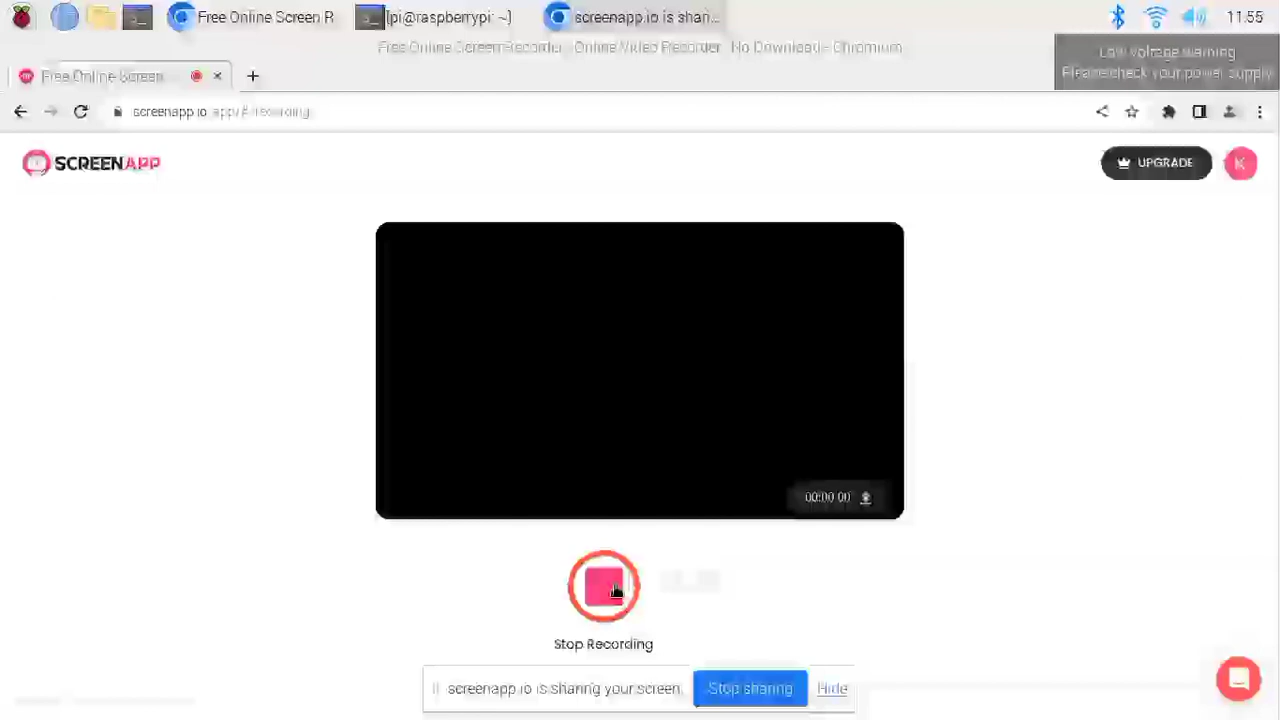 Free Online Screen R
[pi@raspberrypi: ~]
screenapp.io is shari...
11:55
Free Online Screen Recorder - Online Video Recorder - No Download - Chromium
Low voltage warning
Please check your power supply
Free Online Screen
screenapp.io/app/#/recording
SCREENAPP
UPGRADE
K
00:00:00
Stop Recording
screenapp.io is sharing your screen.
Stop sharing
Hide